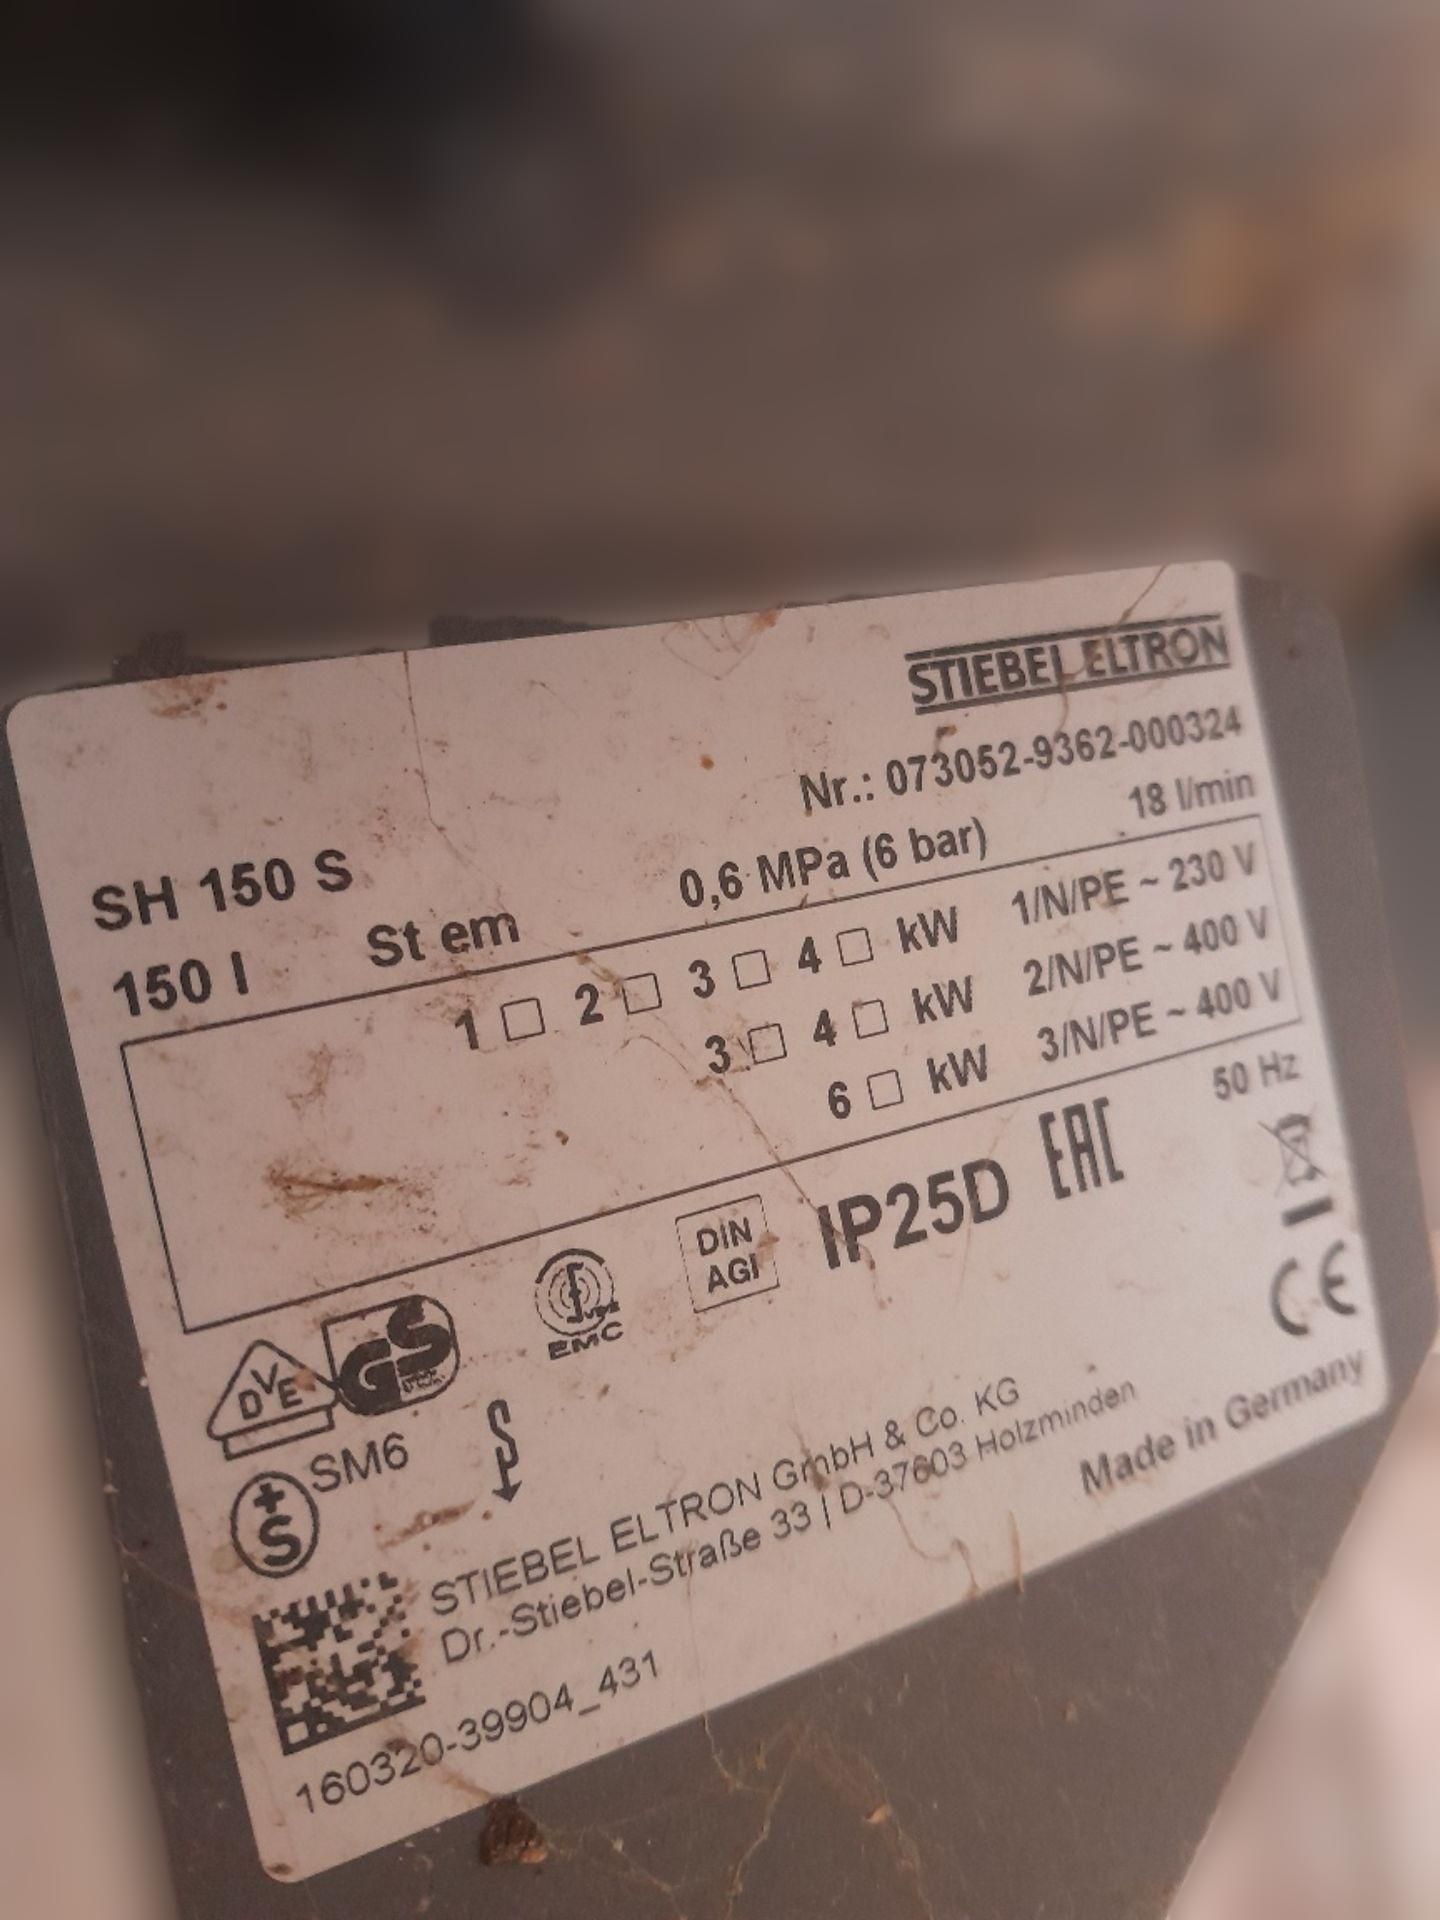 STIEBEL ELTRON
Nr.: 073052-9362-000324
SH 150 S
150 l St em 0,6 MPa (6 bar) 18 l/min
1 □ 2 □ 3 □ 4 □ kW 1/N/PE ~ 230 V
3 □ 4 □ kW 2/N/PE ~ 400 V
6 □ kW 3/N/PE ~ 400 V
50 Hz
DIN
AGI
IP25D EAC
DVE
GS
EMC
CE
SM6
+
S
Made in Germany
STIEBEL ELTRON GmbH & Co. KG
Dr.-Stiebel-Straße 33 | D-37603 Holzminden
160320-39904_431